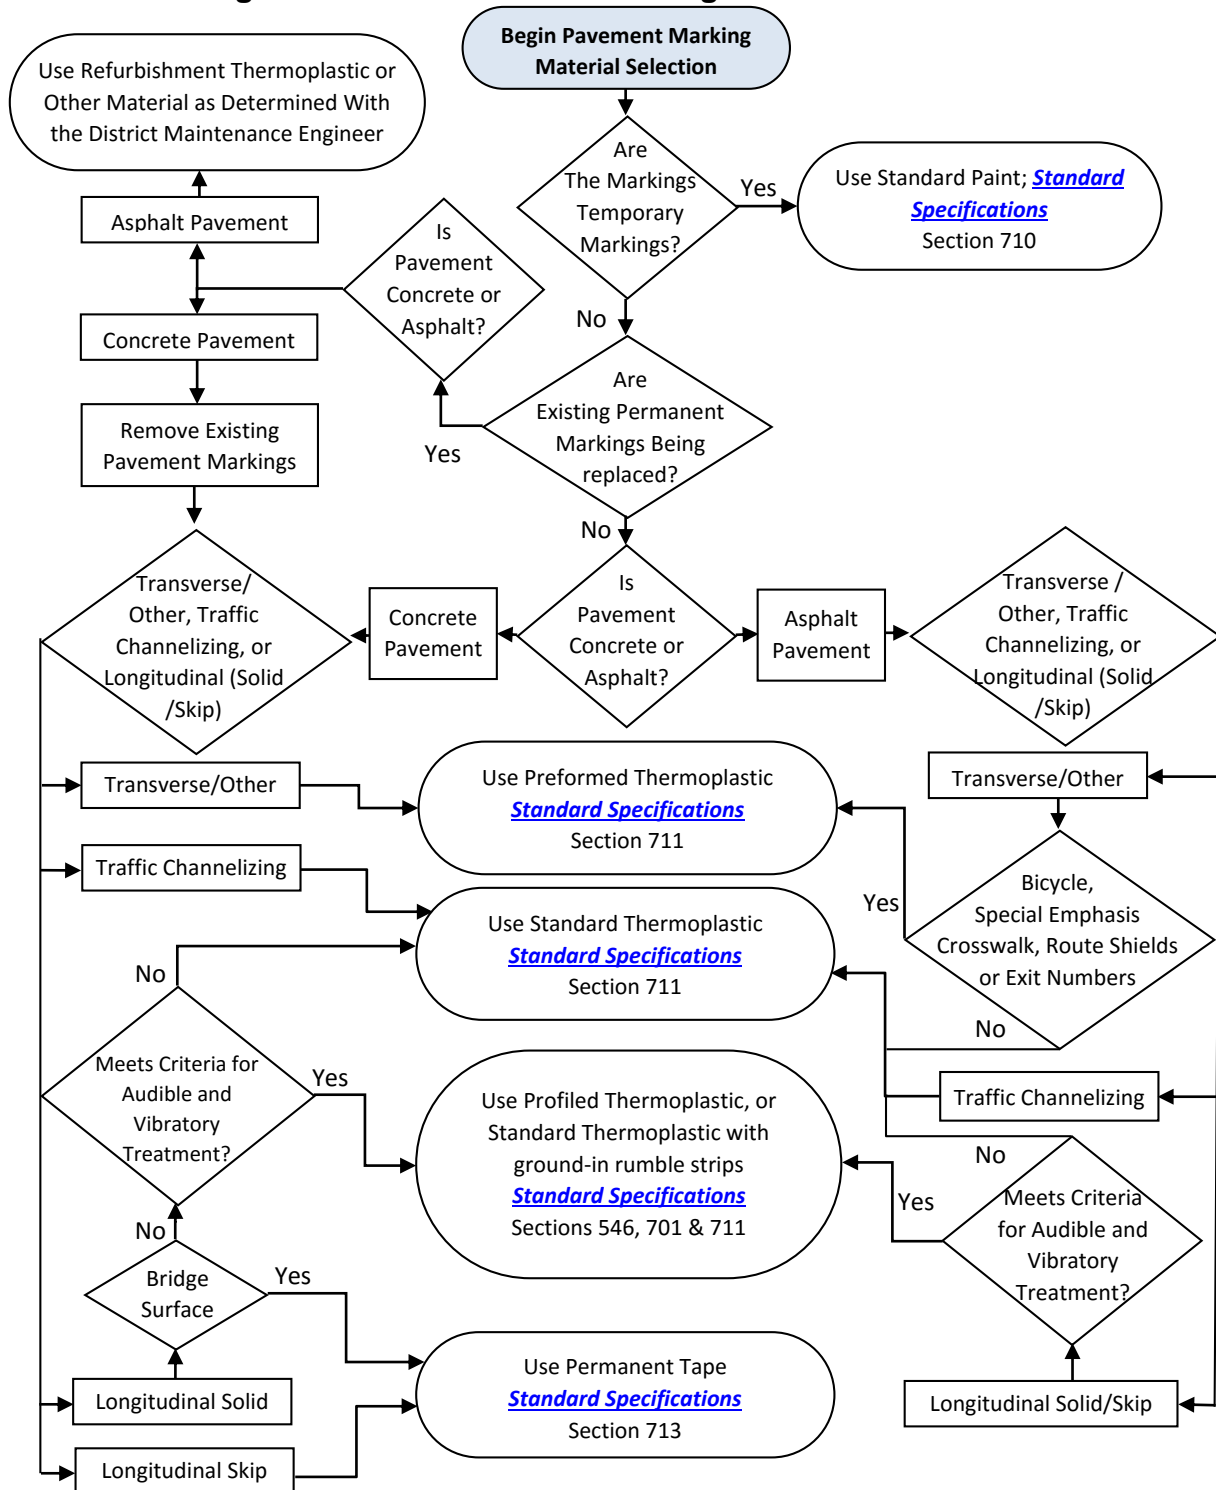 Begin Pavement Marking
Material Selection
Use Refurbishment Thermoplastic or
Other Material as Determined With
the District Maintenance Engineer
Are
The Markings
Temporary
Markings?
Yes
Use Standard Paint; Standard
Specifications
Section 710
Asphalt Pavement
Is
Pavement
Concrete or
Asphalt?
No
Concrete Pavement
Are
Existing Permanent
Markings Being
replaced?
Yes
Remove Existing
Pavement Markings
No
Transverse/
Other, Traffic
Channelizing, or
Longitudinal (Solid
/Skip)
Concrete
Pavement
Is
Pavement
Concrete or
Asphalt?
Asphalt
Pavement
Transverse /
Other, Traffic
Channelizing, or
Longitudinal (Solid
/Skip)
Transverse/Other
Use Preformed Thermoplastic
Standard Specifications
Section 711
Transverse/Other
Traffic Channelizing
Yes
Bicycle,
Special Emphasis
Crosswalk, Route Shields
or Exit Numbers
Use Standard Thermoplastic
Standard Specifications
Section 711
No
No
Meets Criteria for
Audible and
Vibratory
Treatment?
Yes
Use Profiled Thermoplastic, or
Standard Thermoplastic with
ground-in rumble strips
Standard Specifications
Sections 546, 701 & 711
Traffic Channelizing
No
Yes
Meets Criteria
for Audible and
Vibratory
Treatment?
No
Bridge
Surface
Yes
Use Permanent Tape
Standard Specifications
Section 713
Longitudinal Solid
Longitudinal Solid/Skip
Longitudinal Skip